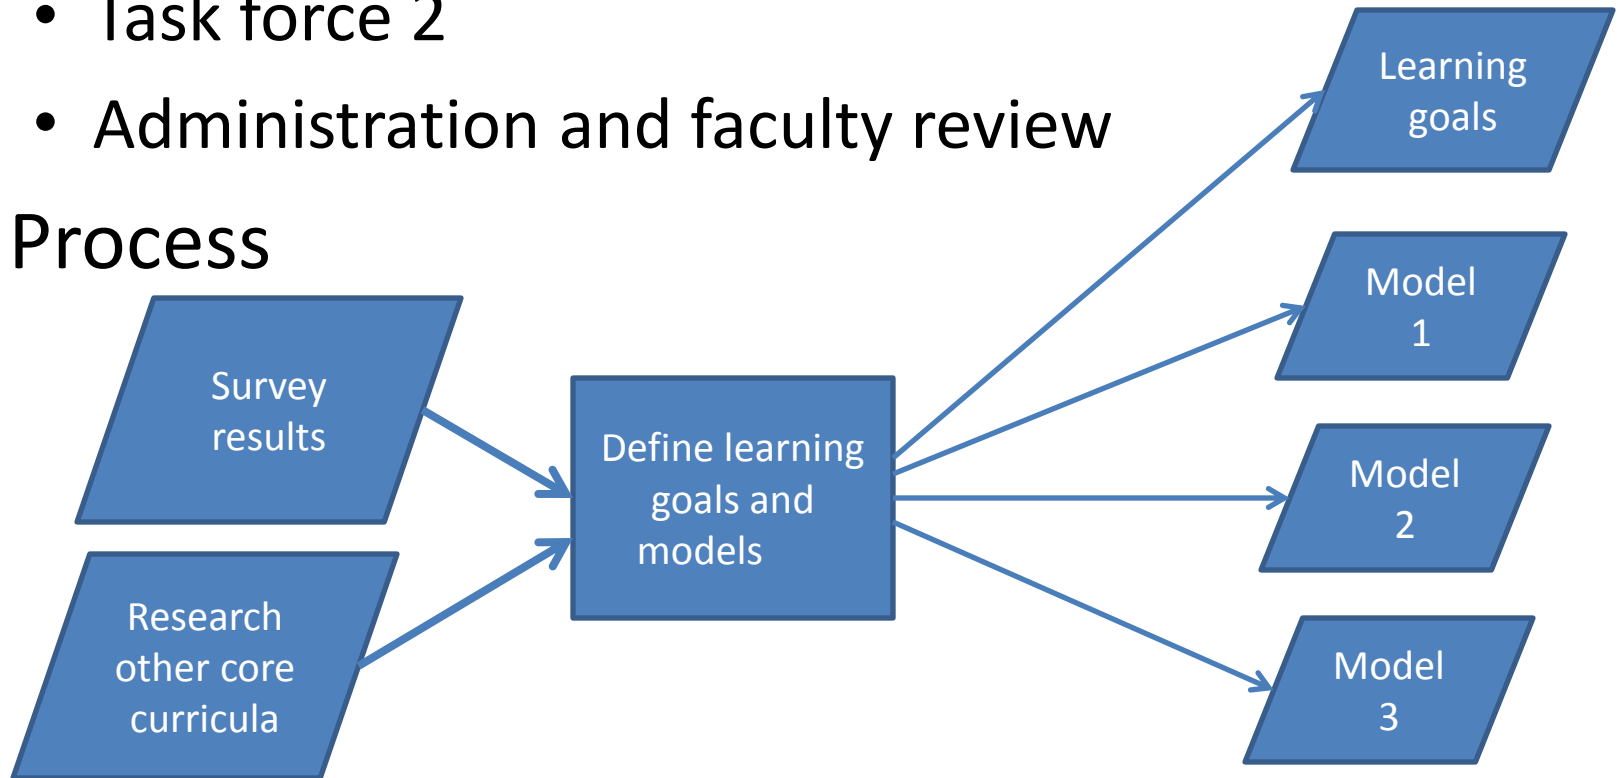 • Task force 2
• Administration and faculty review
Process
Survey
results
Research
other core
curricula
Define learning
goals and
models
Learning
goals
Model
1
Model
2
Model
3